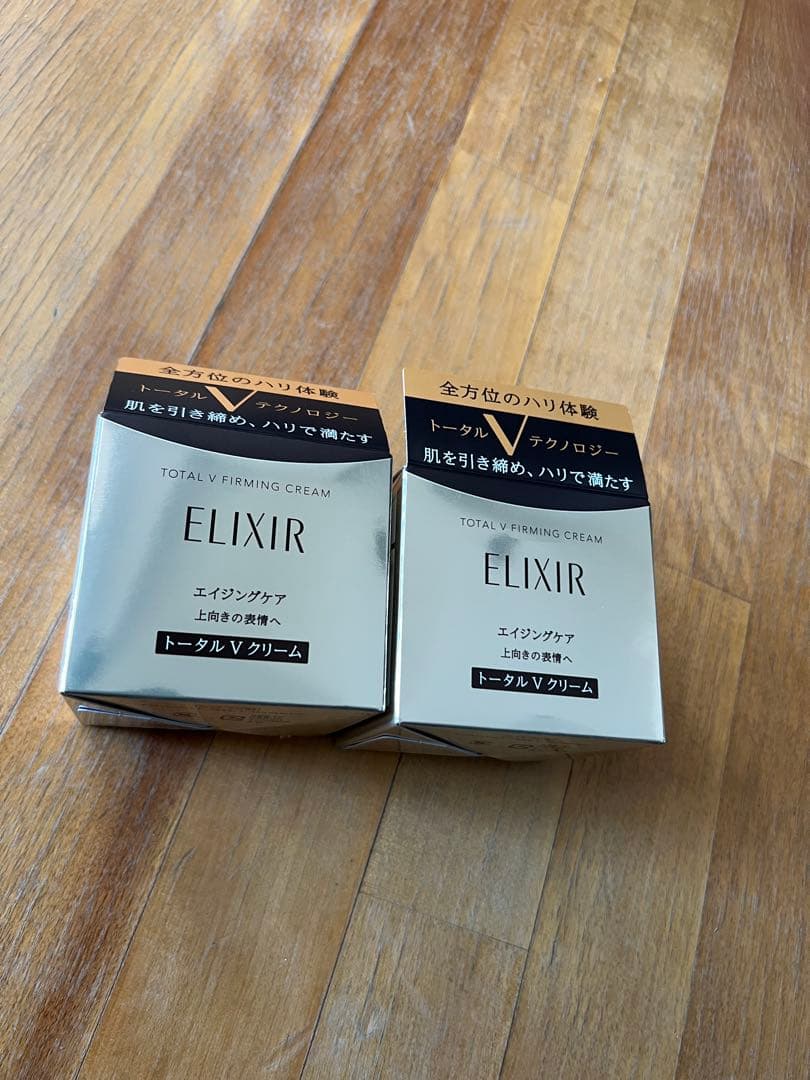 全方位のハリ体験
トータル V テクノロジー
肌を引き締め、ハリで満たす
TOTAL V FIRMING CREAM
ELIXIR
エイジングケア
上向きの表情へ
トータル V クリーム
全方位のハリ体験
トータル V テクノロジー
肌を引き締め、ハリで満たす
TOTAL V FIRMING CREAM
ELIXIR
エイジングケア
上向きの表情へ
トータル V クリーム